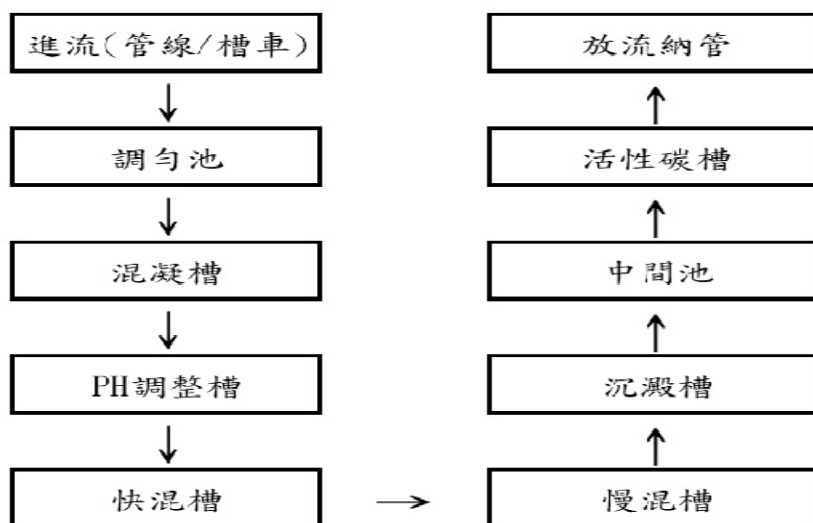 進流(管線/槽車)
調勻池
混凝槽
PH調整槽
快混槽
慢混槽
沉澱槽
中間池
活性碳槽
放流納管